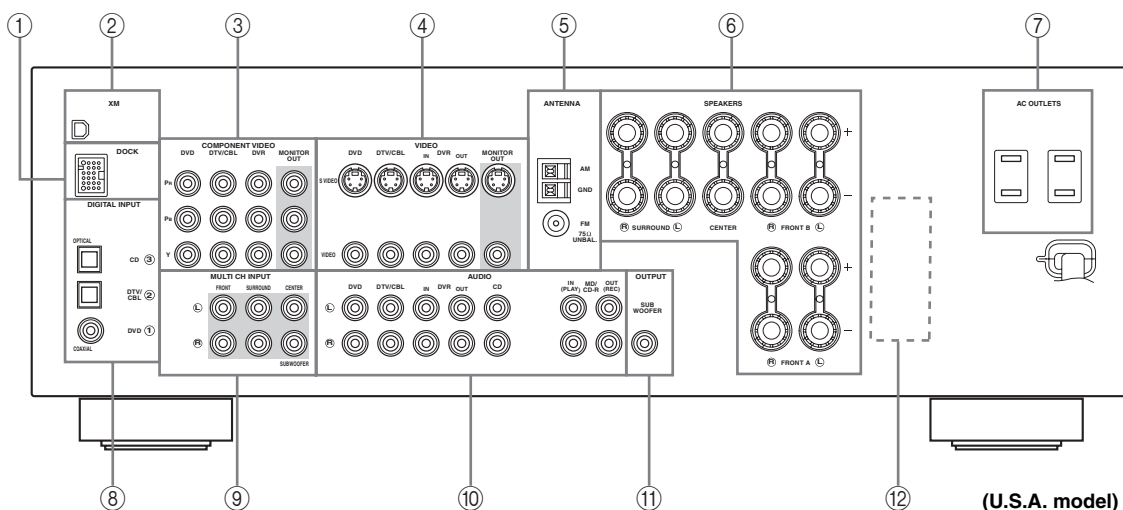 ① ② ③ ④ ⑤ ⑥ ⑦
XM
DOCK
DIGITAL INPUT
OPTICAL
CD ③
DTV/
CBL ②
DVD ①
COAXIAL
COMPONENT VIDEO
DVD DTV/CBL DVR MONITOR
OUT
PR
PB
Y
VIDEO
DVD DTV/CBL IN DVR OUT MONITOR
OUT
S VIDEO
VIDEO
ANTENNA
AM
GND
FM
75Ω
UNBAL.
SPEAKERS
+
–
R SURROUND L CENTER R FRONT B L
+
–
R FRONT A L
AC OUTLETS
MULTI CH INPUT
FRONT SURROUND CENTER
L
R
SUBWOOFER
AUDIO
DVD DTV/CBL IN DVR OUT CD IN
(PLAY) MD/
CD-R OUT
(REC)
L
R
OUTPUT
SUB
WOOFER
⑧ ⑨ ⑩ ⑪ ⑫
(U.S.A. model)